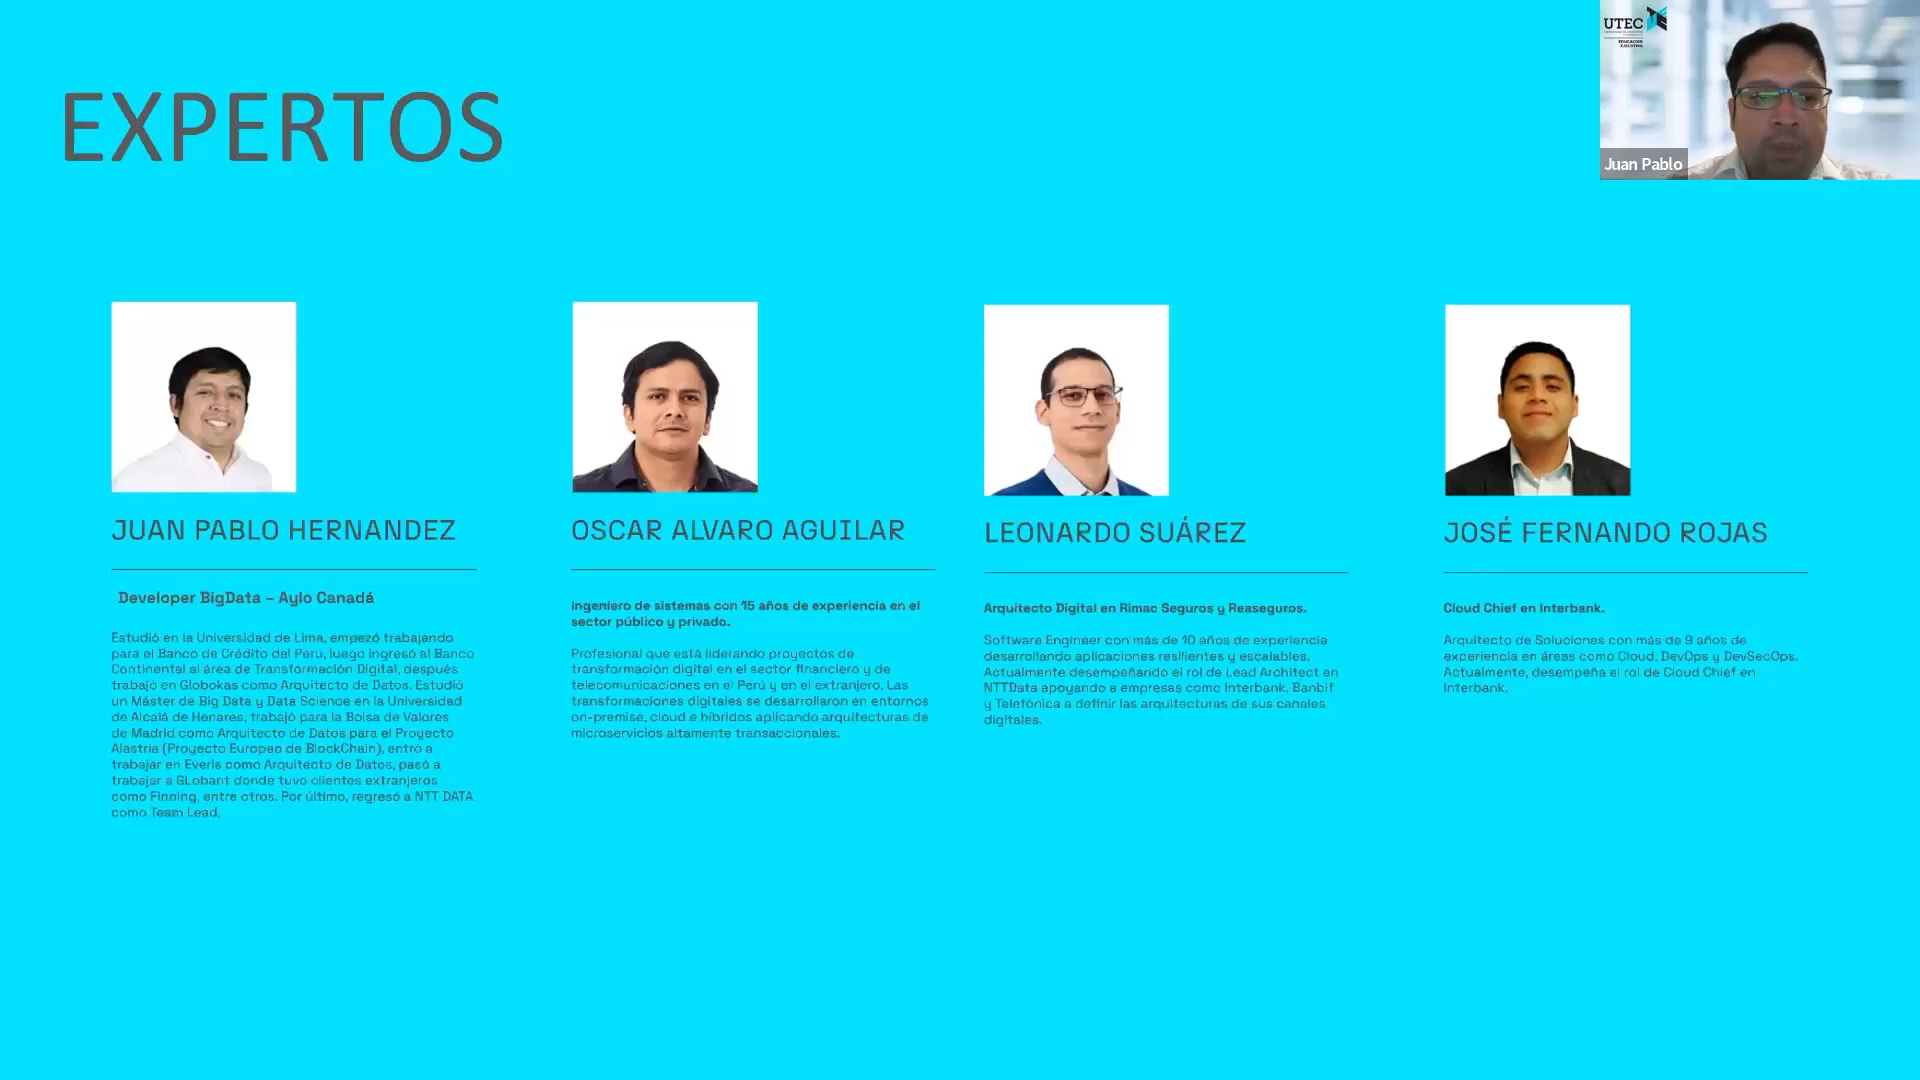 UTEC
EDUCACIÓN
EJECUTIVA
Juan Pablo
EXPERTOS
JUAN PABLO HERNANDEZ
Developer BigData – Aylo Canadá
Estudió en la Universidad de Lima, empezó trabajando
para el Banco de Crédito del Perú, luego ingresó al Banco
Continental al área de Transformación Digital, después
trabajó en Globokas como Arquitecto de Datos. Estudió
un Máster de Big Data y Data Science en la Universidad
de Alcalá de Henares, trabajó para la Bolsa de Valores
de Madrid como Arquitecto de Datos para el Proyecto
Alastria (Proyecto Europeo de BlockChain), entró a
trabajar en Everis como Arquitecto de Datos, pasó a
trabajar a GLobant donde tuvo clientes extranjeros
como Finning, entre otros. Por último, regresó a NTT DATA
como Team Lead.
OSCAR ALVARO AGUILAR
Ingeniero de sistemas con 15 años de experiencia en el
sector público y privado.
Profesional que está liderando proyectos de
transformación digital en el sector financiero y de
telecomunicaciones en el Perú y en el extranjero. Las
transformaciones digitales se desarrollaron en entornos
on-premise, cloud e híbridos aplicando arquitecturas de
microservicios altamente transaccionales.
LEONARDO SUÁREZ
Arquitecto Digital en Rimac Seguros y Reaseguros.
Software Engineer con más de 10 años de experiencia
desarrollando aplicaciones resilientes y escalables.
Actualmente desempeñando el rol de Lead Architect en
NTTData apoyando a empresas como Interbank, Banbif
y Telefónica a definir las arquitecturas de sus canales
digitales.
JOSÉ FERNANDO ROJAS
Cloud Chief en Interbank.
Arquitecto de Soluciones con más de 9 años de
experiencia en áreas como Cloud, DevOps y DevSecOps.
Actualmente, desempeña el rol de Cloud Chief en
Interbank.